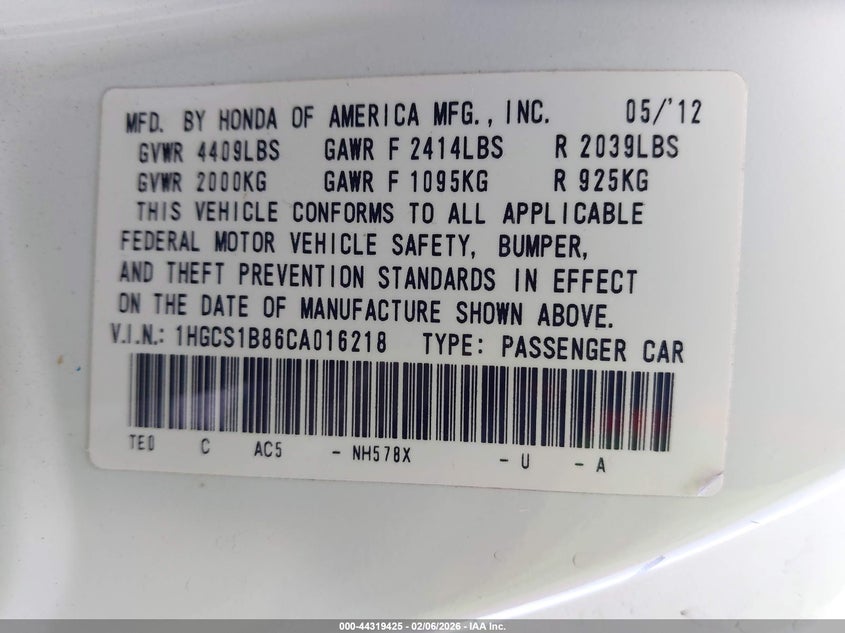 MFD. BY HONDA OF AMERICA MFG., INC. 05/'12
GVWR 4409LBS GAWR F 2414LBS R 2039LBS
GVWR 2000KG GAWR F 1095KG R 925KG
THIS VEHICLE CONFORMS TO ALL APPLICABLE
FEDERAL MOTOR VEHICLE SAFETY, BUMPER,
AND THEFT PREVENTION STANDARDS IN EFFECT
ON THE DATE OF MANUFACTURE SHOWN ABOVE.
V.I.N.: 1HGCS1B86CA016218 TYPE: PASSENGER CAR
TE0 C AC5 - NH578X - U - A
000-44319425 - 02/06/2026 - IAA Inc.